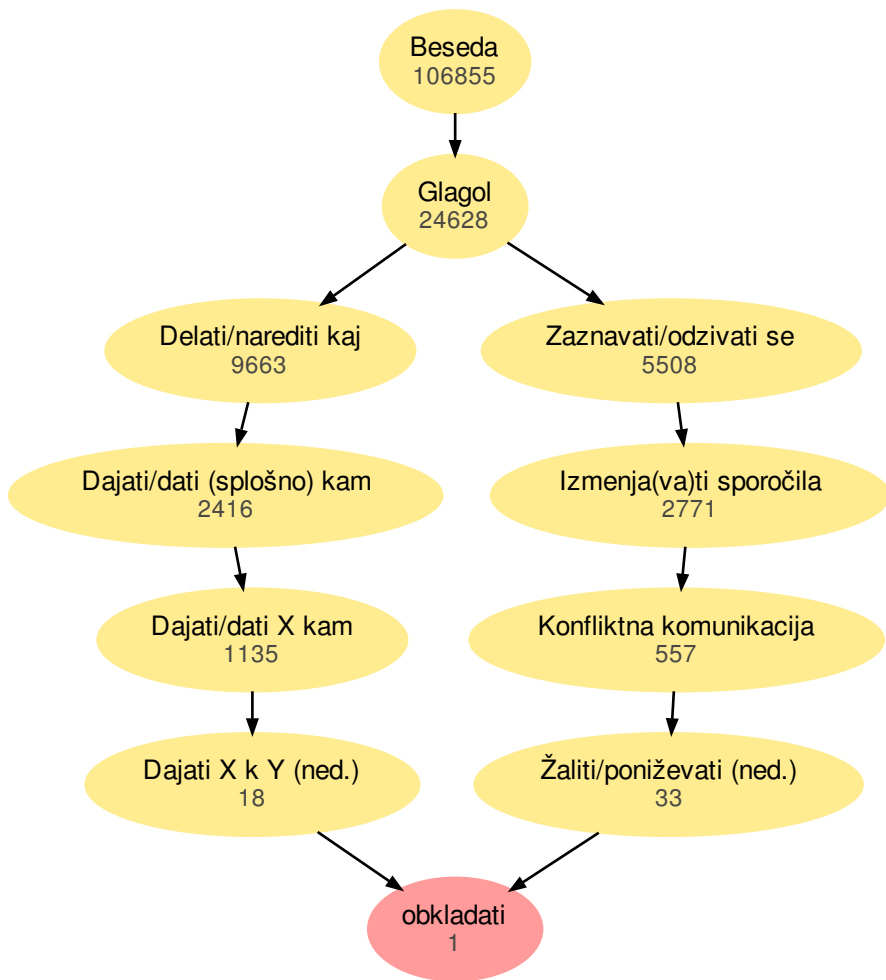 Beseda
106855
Glagol
24628
Delati/narediti kaj
9663
Zaznavati/odzivati se
5508
Dajati/dati (splošno) kam
2416
Izmenja(va)ti sporočila
2771
Dajati/dati X kam
1135
Konfliktna komunikacija
557
Dajati X k Y (ned.)
18
Žaliti/poniževati (ned.)
33
obkladati
1